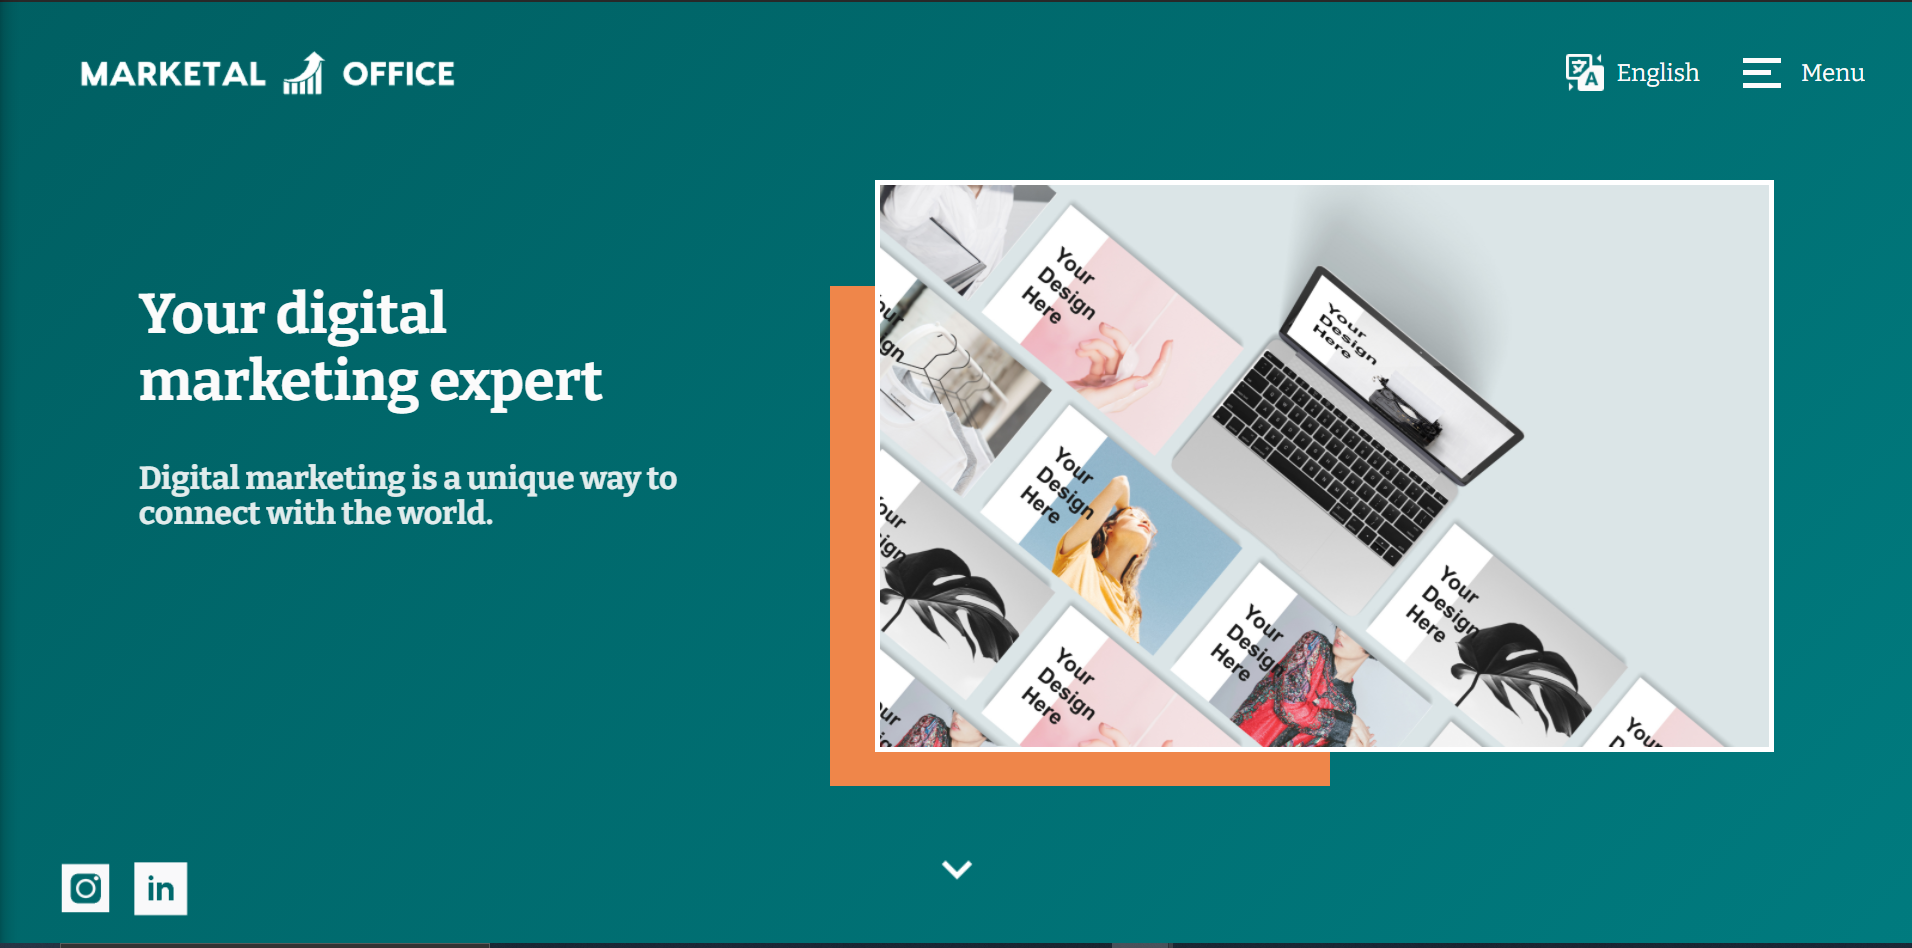 MARKETAL OFFICE
English
Menu
Your digital
marketing expert
Digital marketing is a unique way to
connect with the world.
Your
Design
Here
Your
Design
Here
Your
Design
Here
Your
Design
Here
Your
Design
Here
Your
Design
Here
in